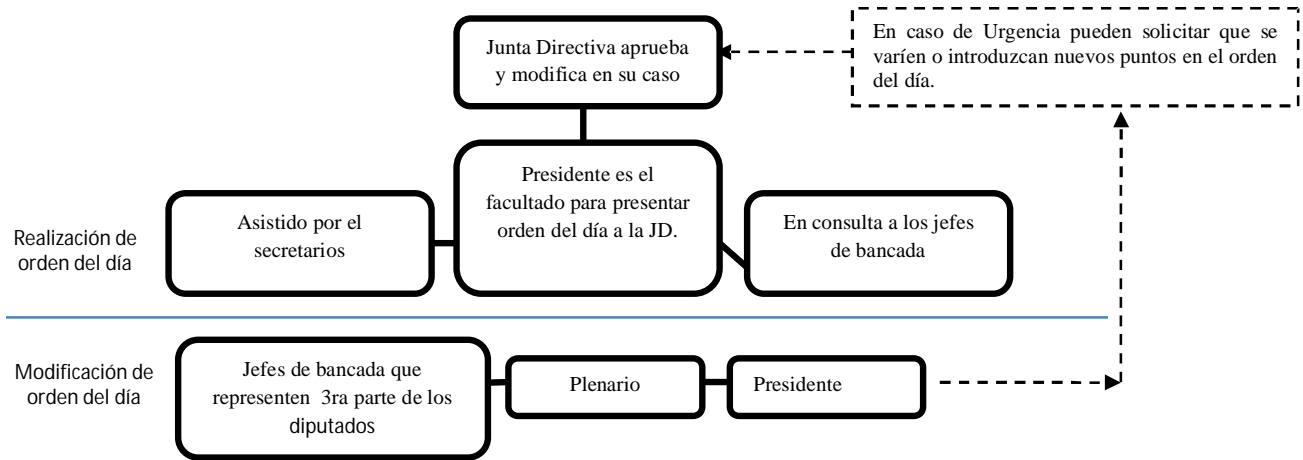 Junta Directiva aprueba
y modifica en su caso
En caso de Urgencia pueden solicitar que se
varíen o introduzcan nuevos puntos en el orden
del día.
Presidente es el
facultado para presentar
orden del día a la JD.
Asistido por el
secretarios
En consulta a los jefes
de bancada
Realización de
orden del día
Modificación de
orden del día
Jefes de bancada que
representen 3ra parte de los
diputados
Plenario
Presidente